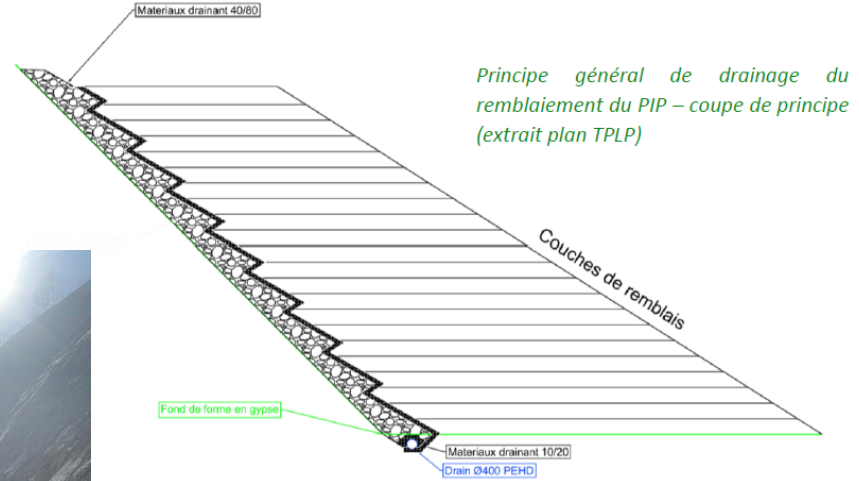 Materiaux drainant 40/80
Principe général de drainage du
remblaiement du PIP – coupe de principe
(extrait plan TPLP)
Couches de remblais
Fond de forme en gypse
Materiaux drainant 10/20
Drain Ø400 PEHD